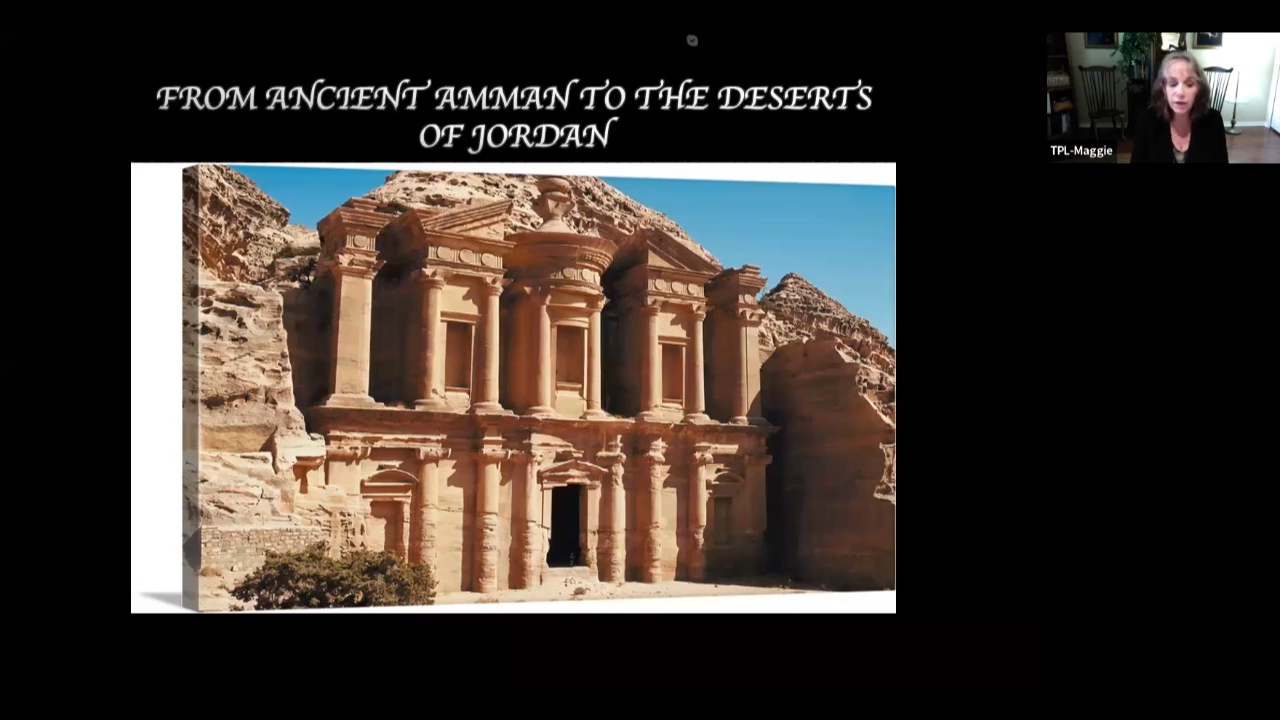 FROM ANCIENT AMMAN TO THE DESERTS
OF JORDAN
TPL-Maggie